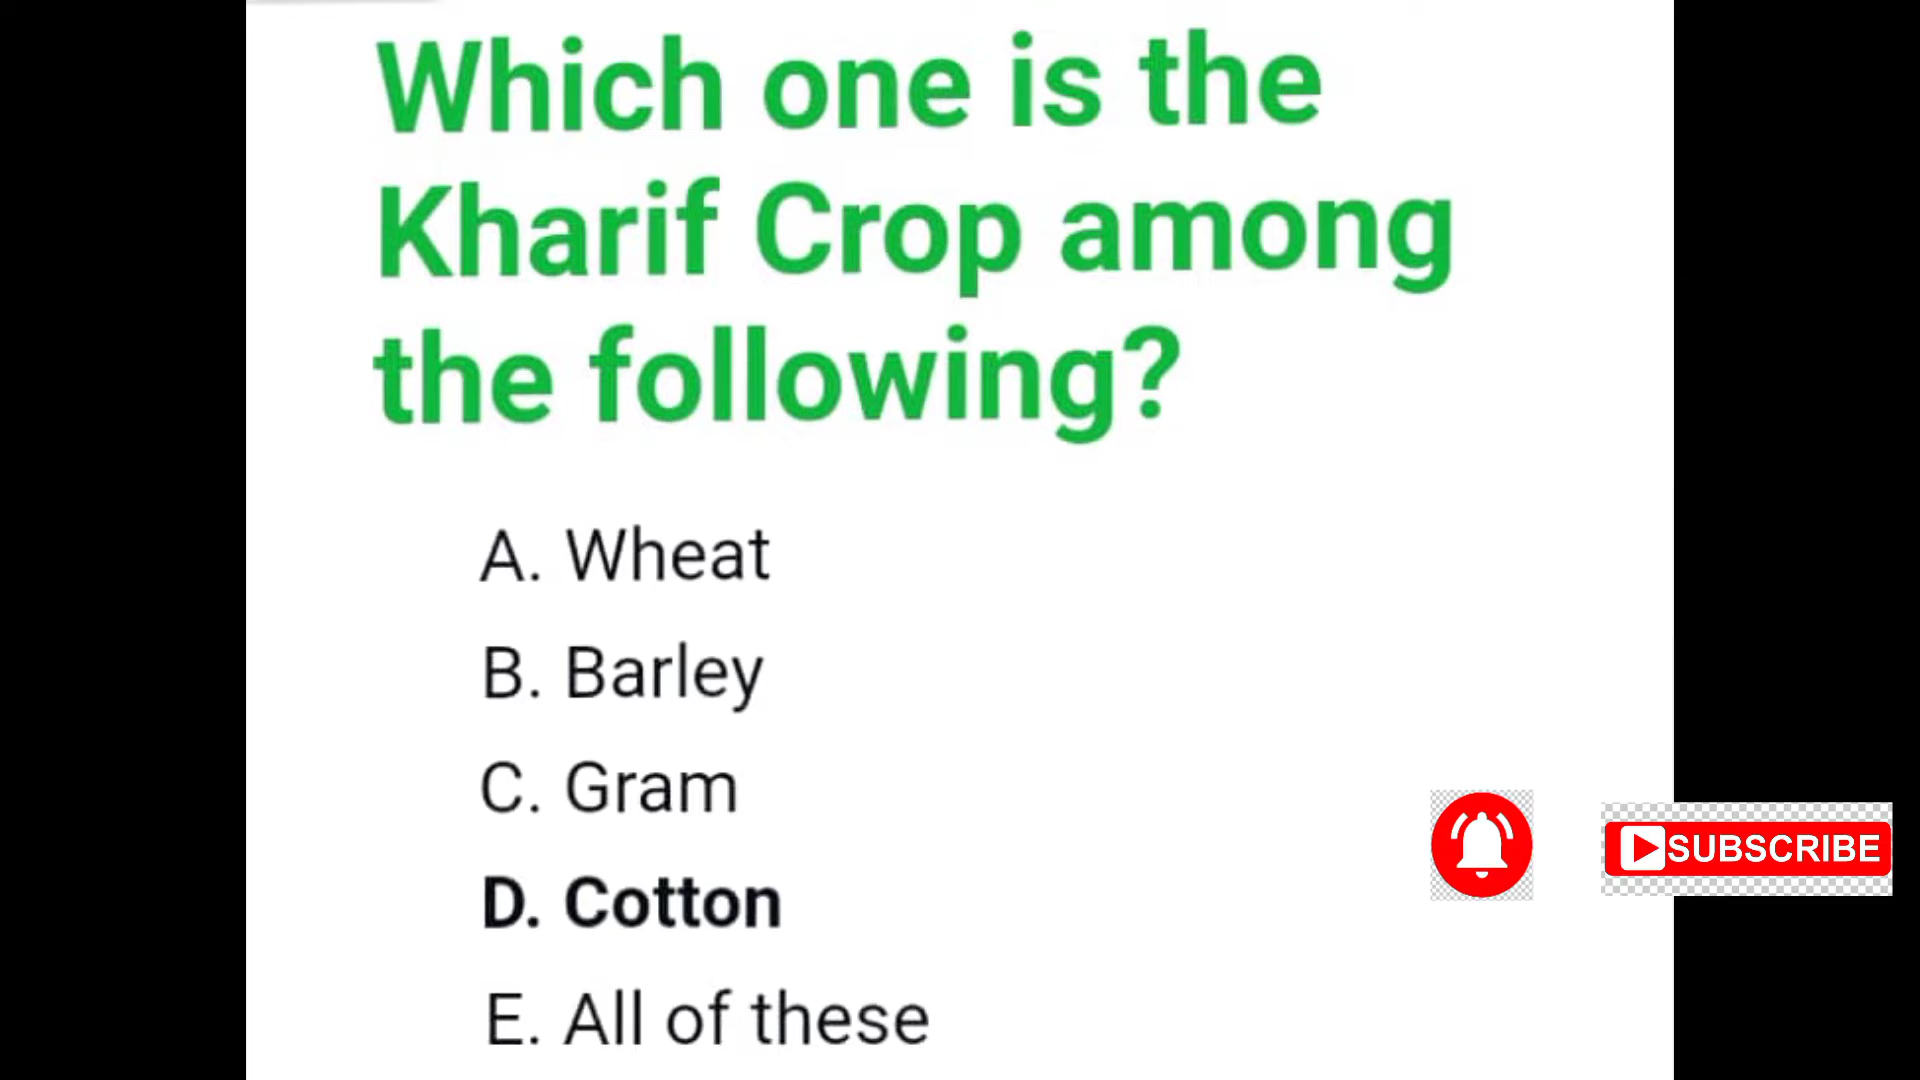 Which one is the
Kharif Crop among
the following?
A. Wheat
B. Barley
C. Gram
D. Cotton
E. All of these
SUBSCRIBE